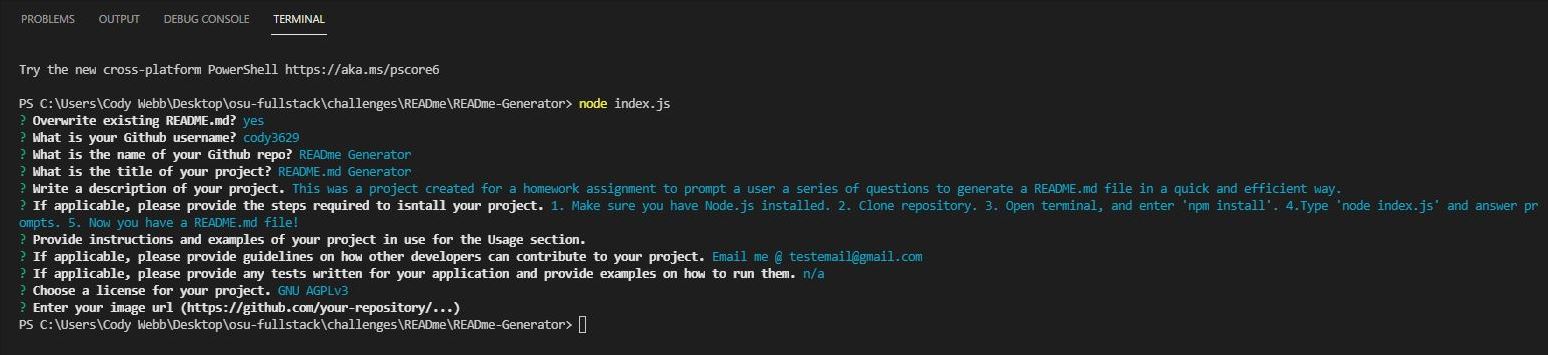 PROBLEMS OUTPUT DEBUG CONSOLE TERMINAL
Try the new cross-platform PowerShell https://aka.ms/pscore6
PS C:\Users\Cody Webb\Desktop\osu-fullstack\challenges\READme\READme-Generator> node index.js
? Overwrite existing README.md? yes
? What is your Github username? cody3629
? What is the name of your Github repo? READme Generator
? What is the title of your project? README.md Generator
? Write a description of your project. This was a project created for a homework assignment to prompt a user a series of questions to generate a README.md file in a quick and efficient way.
? If applicable, please provide the steps required to isntall your project. 1. Make sure you have Node.js installed. 2. Clone repository. 3. Open terminal, and enter 'npm install'. 4.Type 'node index.js' and answer pr
ompts. 5. Now you have a README.md file!
? Provide instructions and examples of your project in use for the Usage section.
? If applicable, please provide guidelines on how other developers can contribute to your project. Email me @ testemail@gmail.com
? If applicable, please provide any tests written for your application and provide examples on how to run them. n/a
? Choose a license for your project. GNU AGPLv3
? Enter your image url (https://github.com/your-repository/...)
PS C:\Users\Cody Webb\Desktop\osu-fullstack\challenges\READme\READme-Generator>